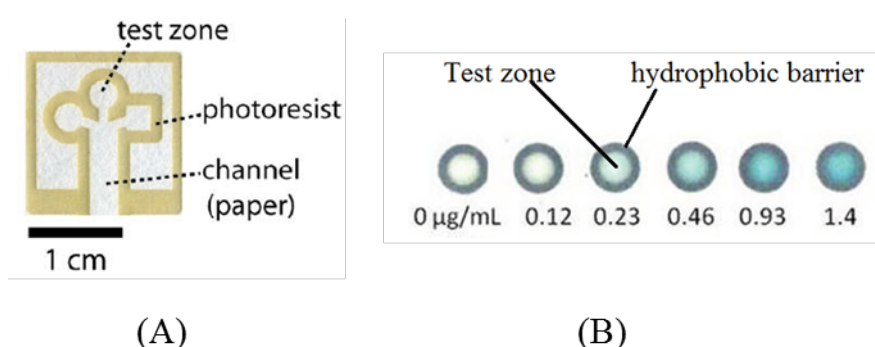 test zone
photoresist
channel
(paper)
1 cm
(A)
Test zone
hydrophobic barrier
0 µg/mL 0.12 0.23 0.46 0.93 1.4
(B)